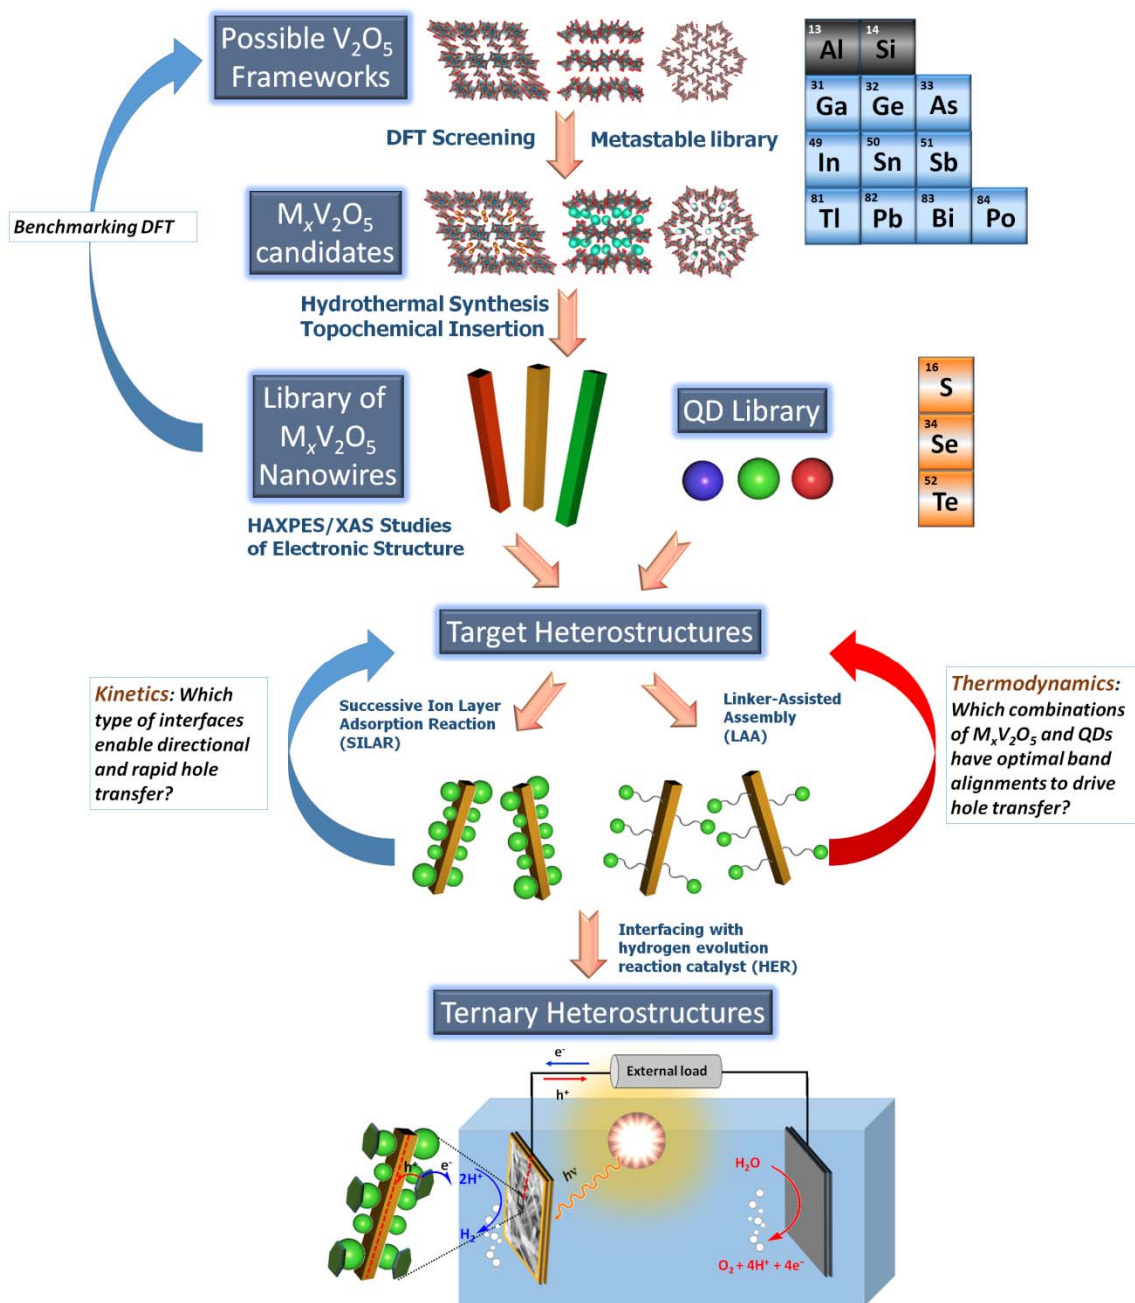 Possible V₂O₅
Frameworks
DFT Screening
Metastable library
Benchmarking DFT
MₓV₂O₅
candidates
Hydrothermal Synthesis
Topochemical Insertion
13
Al
14
Si
31
Ga
32
Ge
33
As
49
In
50
Sn
51
Sb
81
Tl
82
Pb
83
Bi
84
Po
Library of
MₓV₂O₅
Nanowires
HAXPES/XAS Studies
of Electronic Structure
QD Library
16
S
34
Se
52
Te
Target Heterostructures
Kinetics: Which
type of interfaces
enable directional
and rapid hole
transfer?
Successive Ion Layer
Adsorption Reaction
(SILAR)
Linker-Assisted
Assembly
(LAA)
Thermodynamics:
Which combinations
of MₓV₂O₅ and QDs
have optimal band
alignments to drive
hole transfer?
Interfacing with
hydrogen evolution
reaction catalyst (HER)
Ternary Heterostructures
e⁻
h⁺
External load
h⁺
e⁻
2H⁺
H₂
hν
H₂O
O₂ + 4H⁺ + 4e⁻